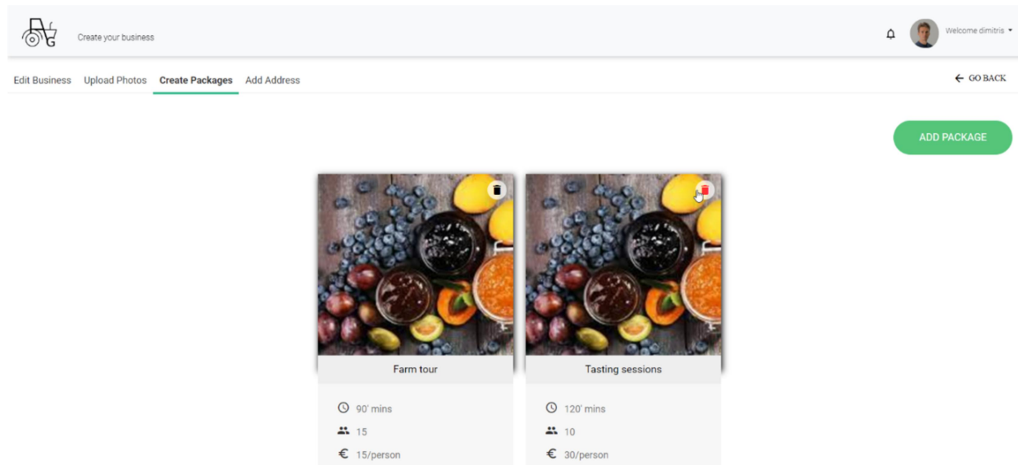 G
Create your business
Welcome dimitris
Edit Business Upload Photos Create Packages Add Address
GO BACK
ADD PACKAGE
Farm tour
Tasting sessions
90' mins
15
€ 15/person
120' mins
10
€ 30/person